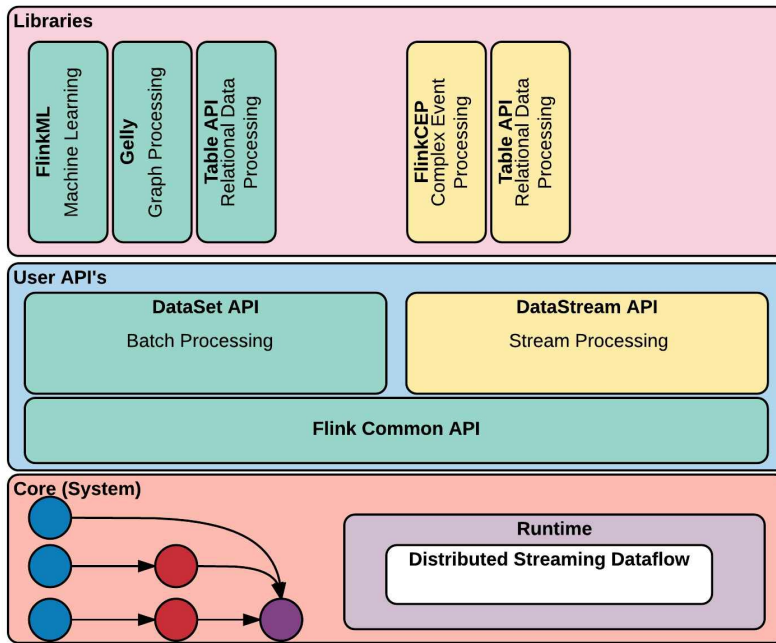 Libraries
FlinkML
Machine Learning
Gelly
Graph Processing
Table API
Relational Data
Processing
FlinkCEP
Complex Event
Processing
Table API
Relational Data
Processing
User API's
DataSet API
Batch Processing
DataStream API
Stream Processing
Flink Common API
Core (System)
Runtime
Distributed Streaming Dataflow